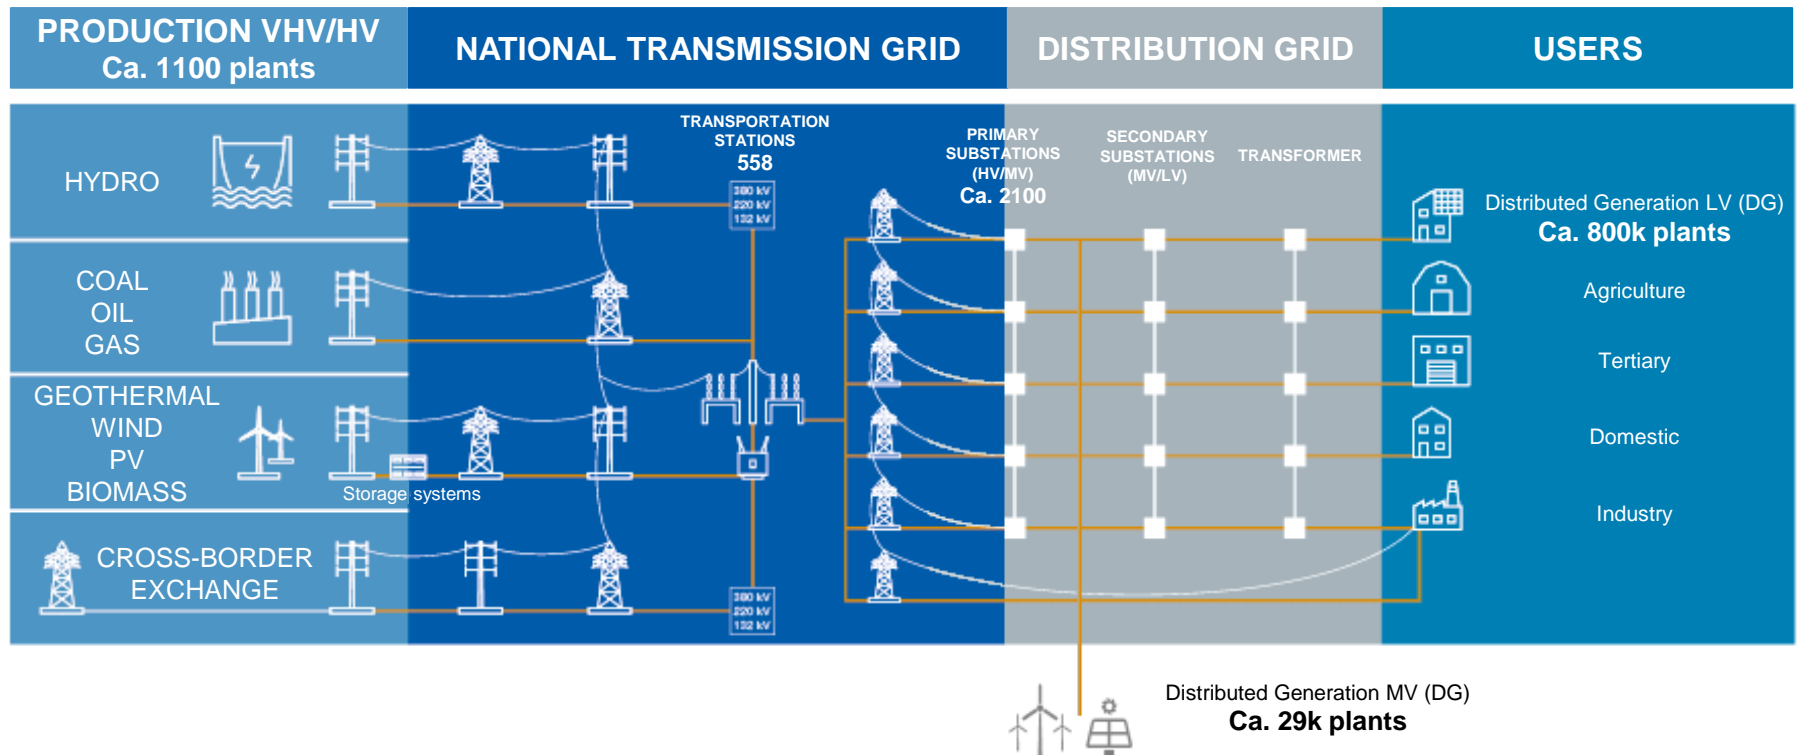 PRODUCTION VHV/HV
Ca. 1100 plants
NATIONAL TRANSMISSION GRID
DISTRIBUTION GRID
USERS
TRANSPORTATION
STATIONS
558
PRIMARY
SUBSTATIONS
(HV/MV)
Ca. 2100
SECONDARY
SUBSTATIONS
(MV/LV)
TRANSFORMER
HYDRO
380 kV
220 kV
132 kV
Distributed Generation LV (DG)
Ca. 800k plants
COAL
OIL
GAS
Agriculture
Tertiary
GEOTHERMAL
WIND
PV
BIOMASS
Storage systems
Domestic
Industry
CROSS-BORDER
EXCHANGE
380 kV
220 kV
132 kV
Distributed Generation MV (DG)
Ca. 29k plants